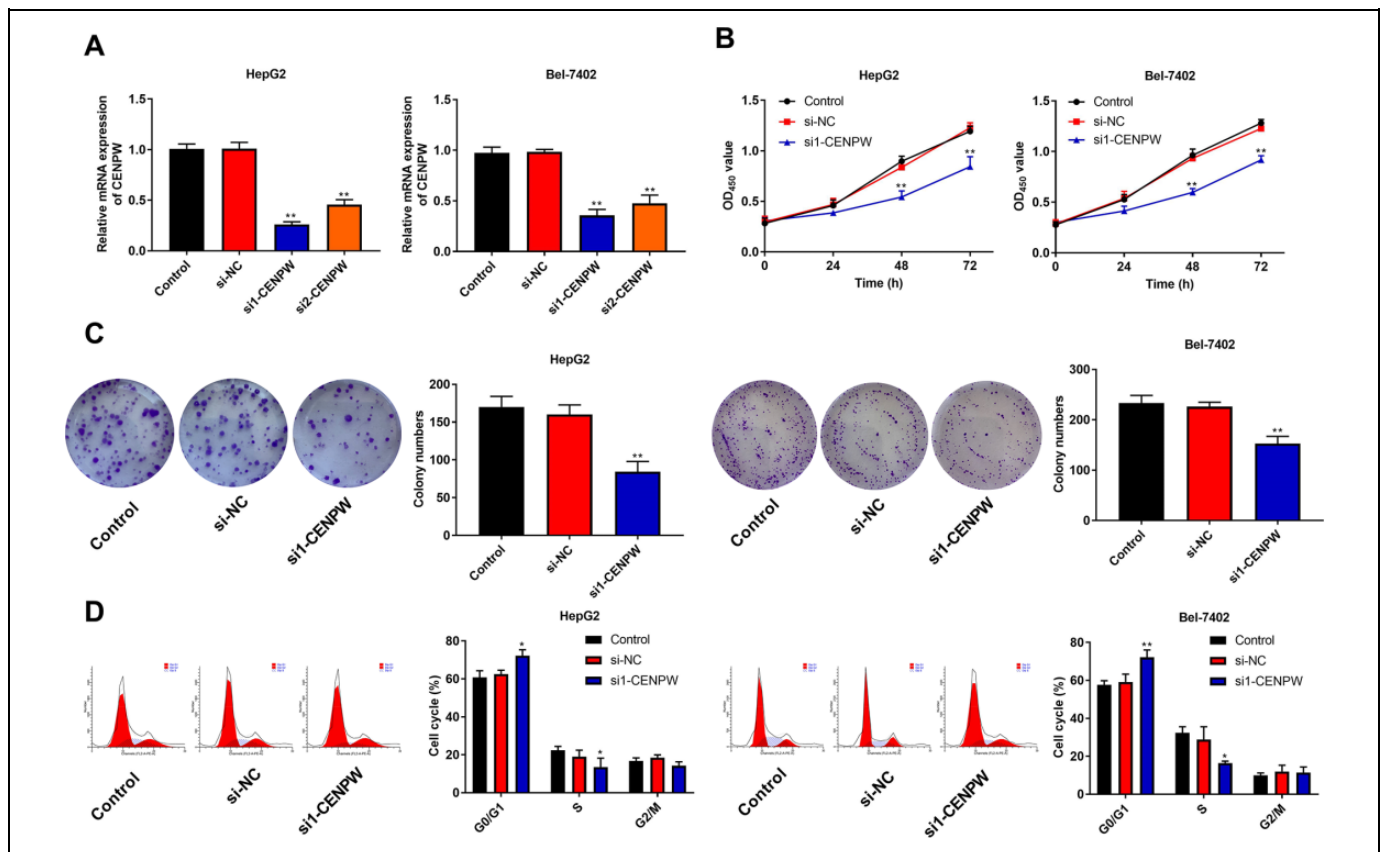 A
HepG2
Relative mRNA expression
of CENPW
1.5
1.0
0.5
0.0
Control
si-NC
si1-CENPW
si2-CENPW
**
**
Bel-7402
Relative mRNA expression
of CENPW
1.5
1.0
0.5
0.0
Control
si-NC
si1-CENPW
si2-CENPW
**
**
B
HepG2
Control
si-NC
si1-CENPW
OD450 value
1.5
1.0
0.5
0.0
**
**
0
24
48
72
Time (h)
Bel-7402
Control
si-NC
si1-CENPW
OD450 value
1.5
1.0
0.5
0.0
**
**
0
24
48
72
Time (h)
C
Control
si-NC
si1-CENPW
HepG2
Colony numbers
200
150
100
50
0
**
Control
si-NC
si1-CENPW
Control
si-NC
si1-CENPW
Bel-7402
Colony numbers
300
200
100
0
**
Control
si-NC
si1-CENPW
D
Control
si-NC
si1-CENPW
HepG2
Control
si-NC
si1-CENPW
Cell cycle (%)
80
60
40
20
0
*
*
G0/G1
S
G2/M
Control
si-NC
si1-CENPW
Bel-7402
Control
si-NC
si1-CENPW
Cell cycle (%)
80
60
40
20
0
**
*
G0/G1
S
G2/M